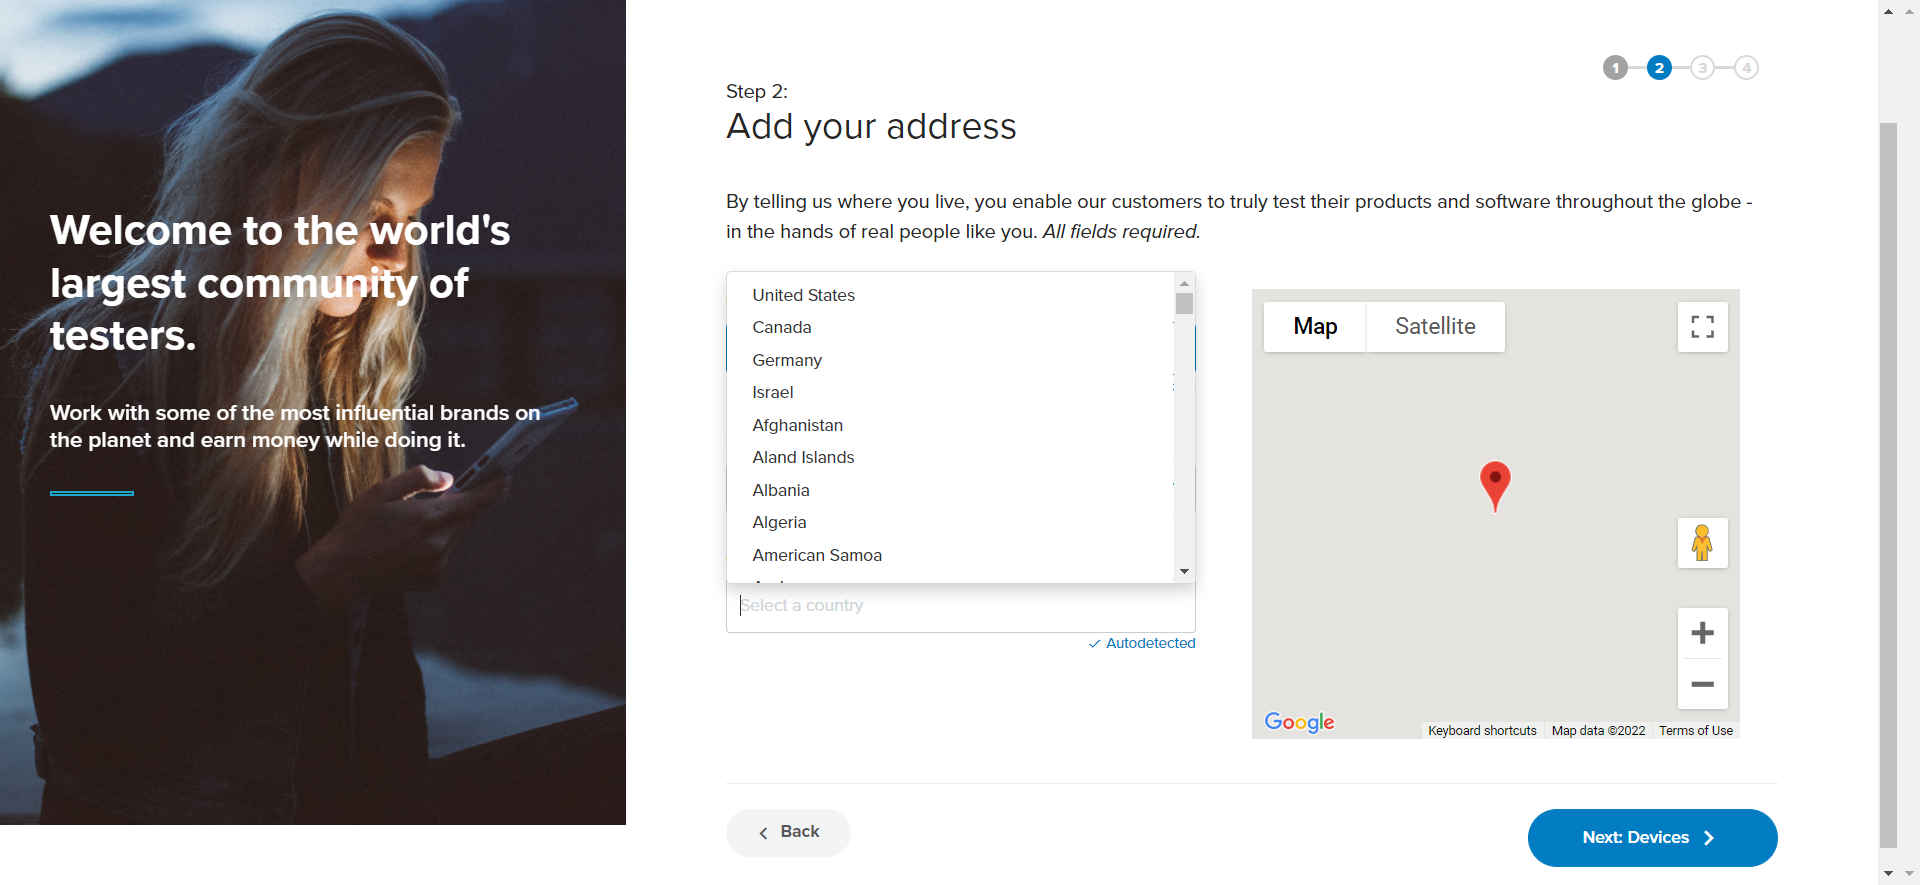 Welcome to the world's
largest community of
testers.
Work with some of the most influential brands on
the planet and earn money while doing it.
1 2 3 4
Step 2:
Add your address
By telling us where you live, you enable our customers to truly test their products and software throughout the globe -
in the hands of real people like you. All fields required.
United States
Canada
Germany
Israel
Afghanistan
Aland Islands
Albania
Algeria
American Samoa
Select a country
Autodetected
Map Satellite
Google
Keyboard shortcuts Map data ©2022 Terms of Use
Back
Next: Devices